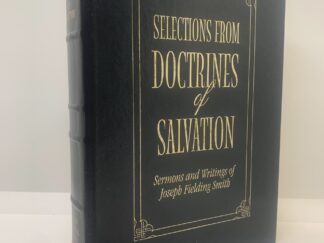 SELECTIONS FROM
DOCTRINES
of
SALVATION
Sermons and Writings of
Joseph Fielding Smith